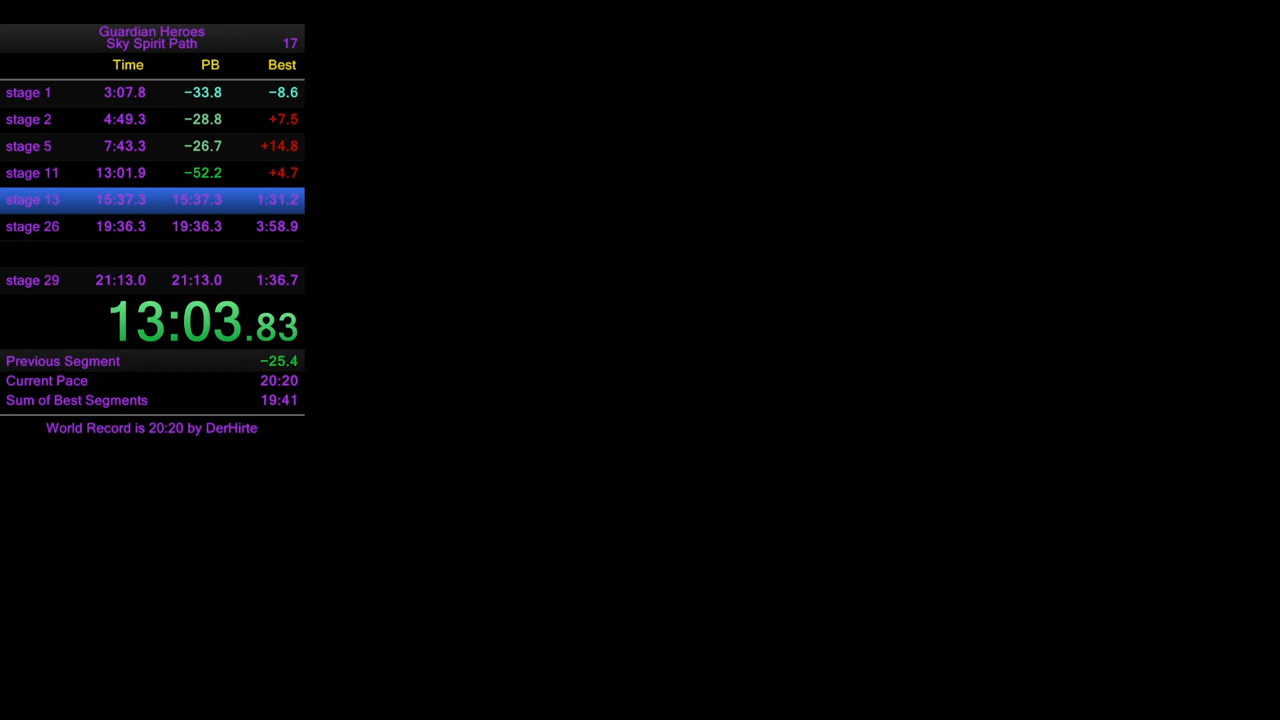 Guardian Heroes
Sky Spirit Path 17
Time PB Best
stage 1 3:07.8 −33.8 −8.6
stage 2 4:49.3 −28.8 +7.5
stage 5 7:43.3 −26.7 +14.8
stage 11 13:01.9 −52.2 +4.7
stage 13 15:37.3 15:37.3 1:31.2
stage 26 19:36.3 19:36.3 3:58.9
stage 29 21:13.0 21:13.0 1:36.7
13:03.83
Previous Segment −25.4
Current Pace 20:20
Sum of Best Segments 19:41
World Record is 20:20 by DerHirte